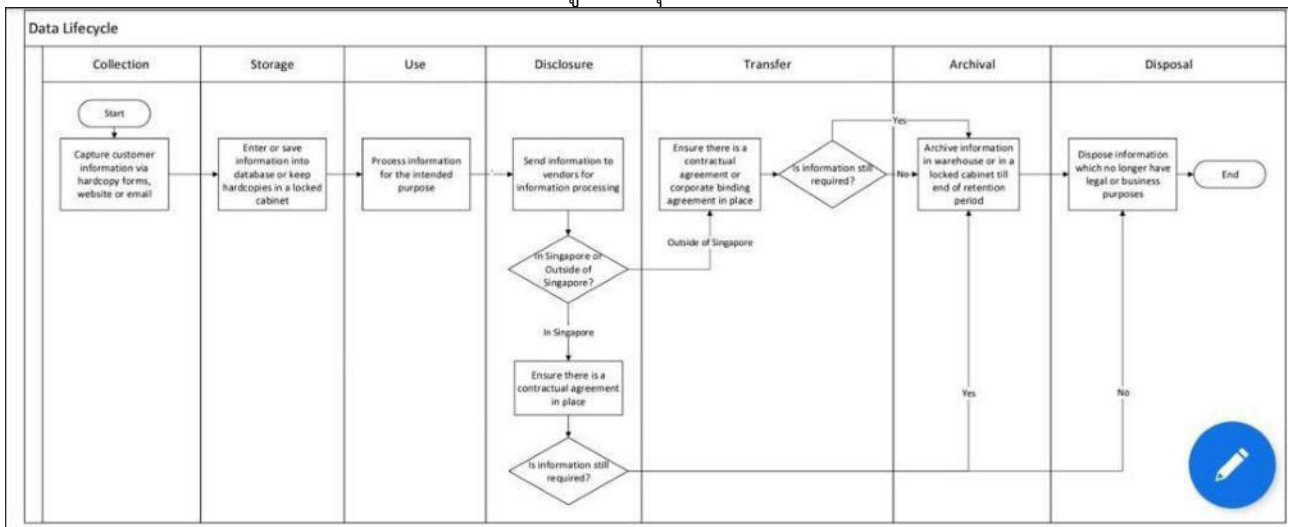 Data Lifecycle
Collection
Storage
Use
Disclosure
Transfer
Archival
Disposal
Start
Capture customer
information via
hardcopy forms,
website or email
Enter or save
information into
database or keep
hardcopies in a locked
cabinet
Process information
for the intended
purpose
Send information to
vendors for
information processing
In Singapore or
Outside of
Singapore?
In Singapore
Ensure there is a
contractual agreement
in place
Is information still
required?
Outside of Singapore
Ensure there is a
contractual
agreement or
corporate binding
agreement in place
Is information still
required?
Yes
No
Archive information
in warehouse or in a
locked cabinet till
end of retention
period
Yes
Dispose information
which no longer have
legal or business
purposes
No
End